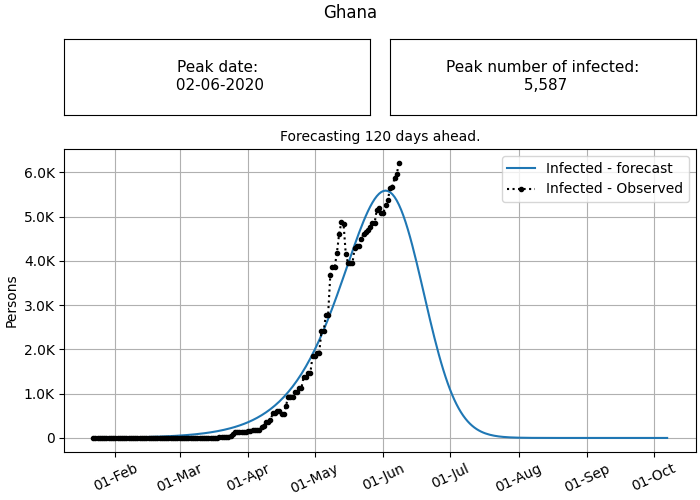 Ghana
Peak date:
02-06-2020
Peak number of infected:
5,587
Forecasting 120 days ahead.
Infected - forecast
Infected - Observed
6.0K
5.0K
4.0K
3.0K
2.0K
1.0K
0
Persons
01-Feb
01-Mar
01-Apr
01-May
01-Jun
01-Jul
01-Aug
01-Sep
01-Oct